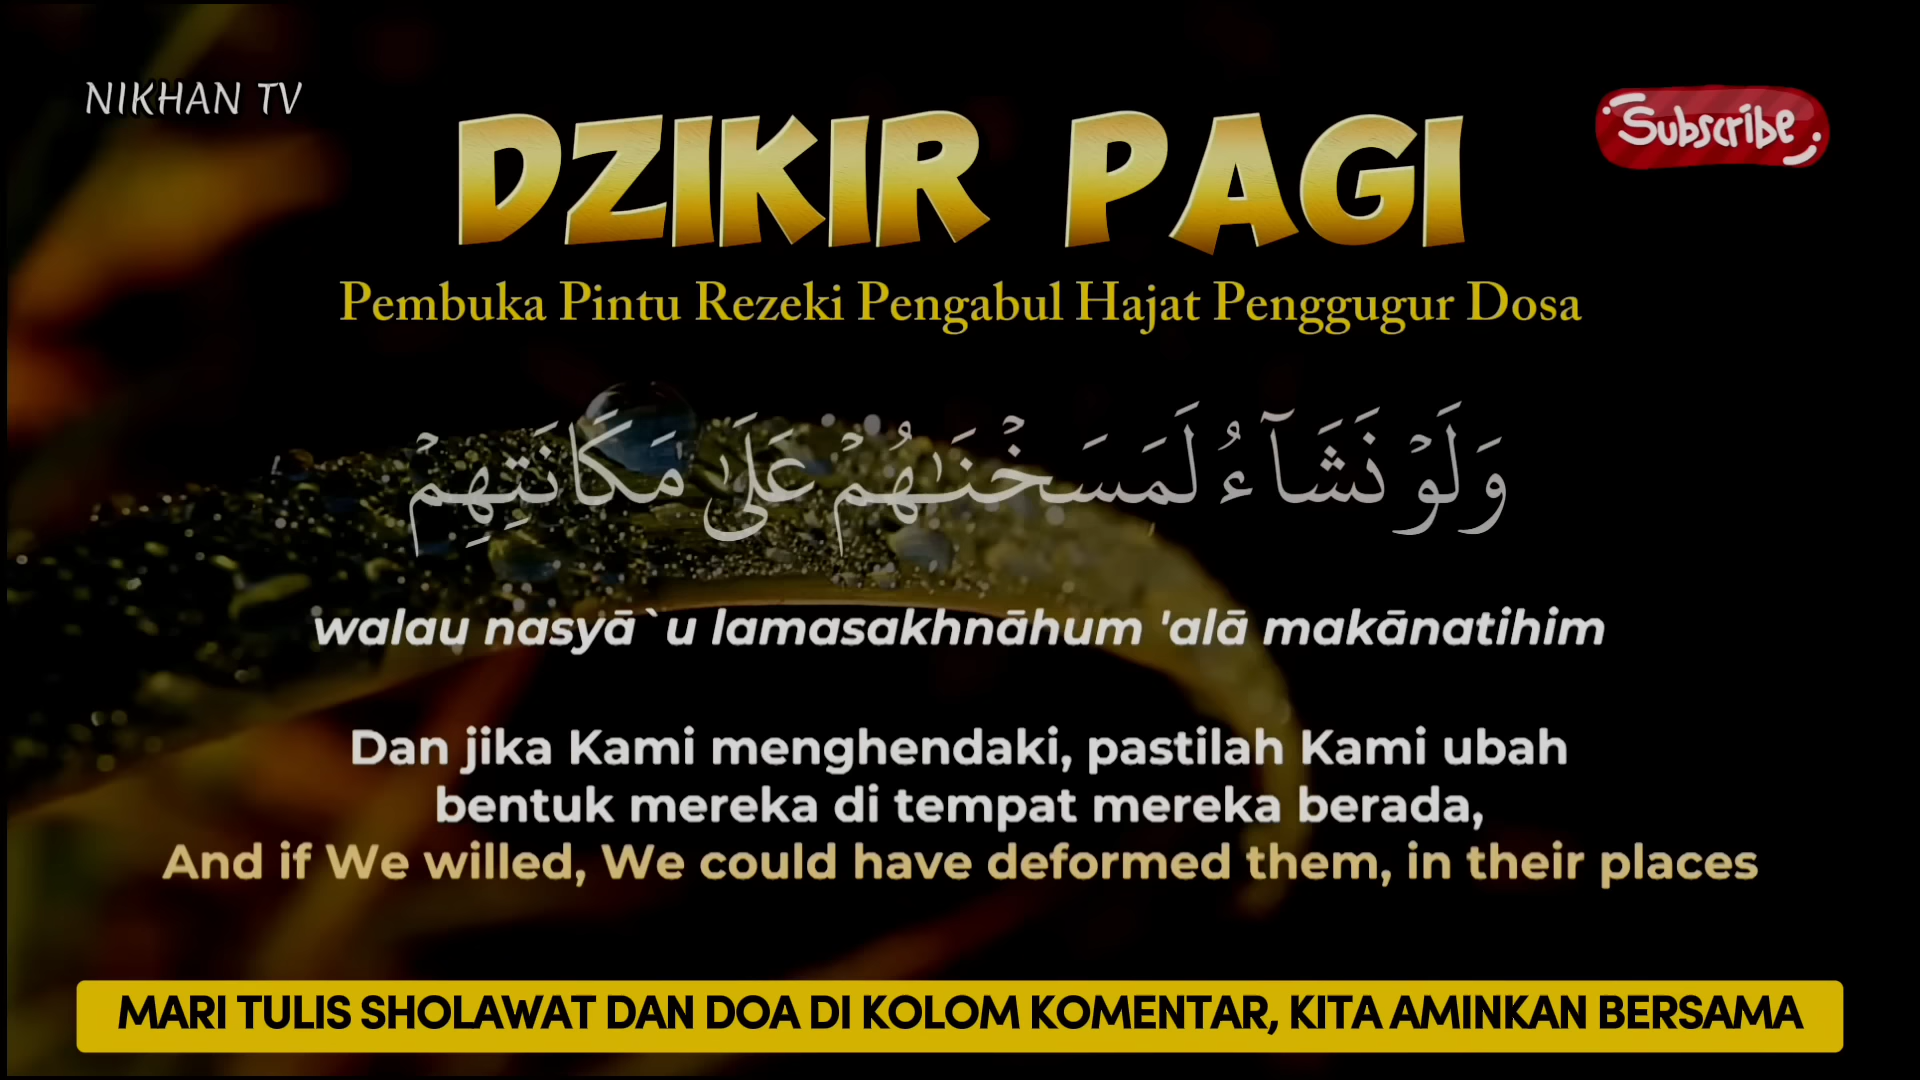 NIKHAN TV
Subscribe
DZIKIR PAGI
Pembuka Pintu Rezeki Pengabul Hajat Penggugur Dosa
وَلَوْ نَشَآءُ لَمَسَخْنَٰهُمْ عَلَىٰ مَكَانَتِهِمْ
walau nasyā`u lamasakhnāhum 'alā makānatihim
Dan jika Kami menghendaki, pastilah Kami ubah
bentuk mereka di tempat mereka berada,
And if We willed, We could have deformed them, in their places
MARI TULIS SHOLAWAT DAN DOA DI KOLOM KOMENTAR, KITA AMINKAN BERSAMA